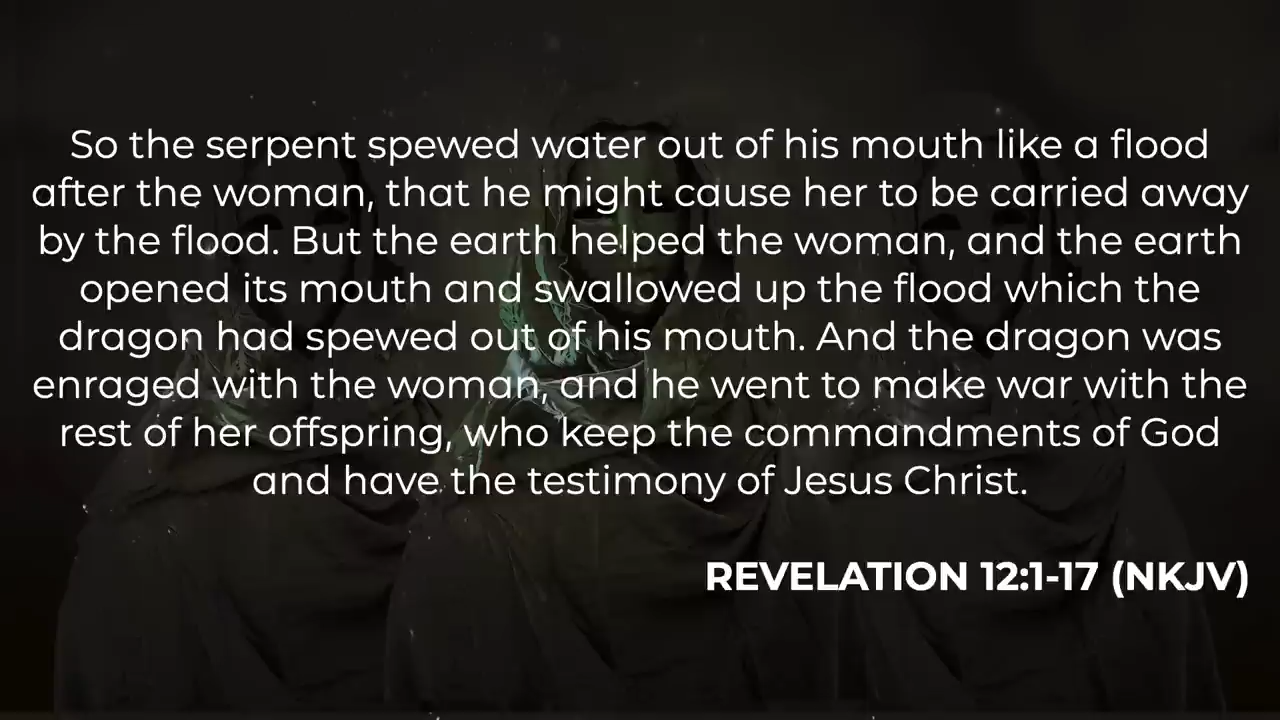 So the serpent spewed water out of his mouth like a flood
after the woman, that he might cause her to be carried away
by the flood. But the earth helped the woman, and the earth
opened its mouth and swallowed up the flood which the
dragon had spewed out of his mouth. And the dragon was
enraged with the woman, and he went to make war with the
rest of her offspring, who keep the commandments of God
and have the testimony of Jesus Christ.
REVELATION 12:1-17 (NKJV)